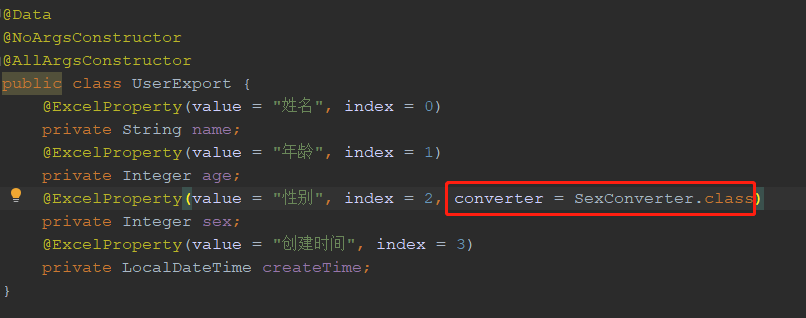 @Data
@NoArgsConstructor
@AllArgsConstructor
public class UserExport {
    @ExcelProperty(value = "姓名", index = 0)
    private String name;
    @ExcelProperty(value = "年龄", index = 1)
    private Integer age;
    @ExcelProperty(value = "性别", index = 2, converter = SexConverter.class)
    private Integer sex;
    @ExcelProperty(value = "创建时间", index = 3)
    private LocalDateTime createTime;
}